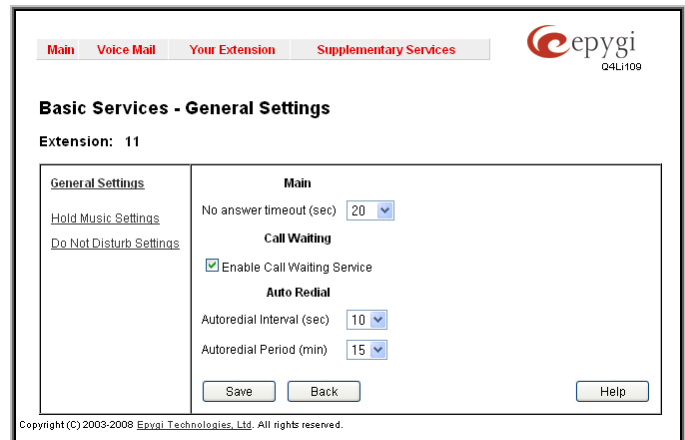 Main Voice Mail Your Extension Supplementary Services
epygi
Q4Li109
Basic Services - General Settings
Extension: 11
General Settings
Hold Music Settings
Do Not Disturb Settings
Main
No answer timeout (sec) 20
Call Waiting
Enable Call Waiting Service
Auto Redial
Autoredial Interval (sec) 10
Autoredial Period (min) 15
Save Back Help
Copyright (C) 2003-2008 Epygi Technologies, Ltd. All rights reserved.